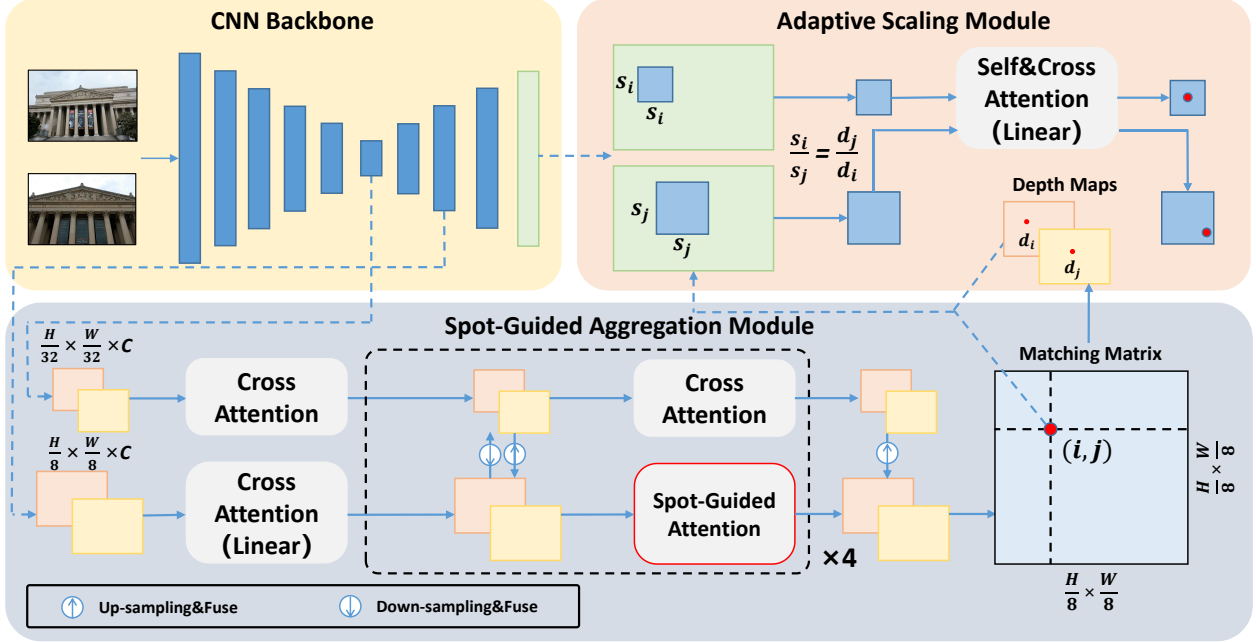 CNN Backbone
Adaptive Scaling Module
s_i
s_i
s_j
s_j
s_i/s_j = d_j/d_i
Self&Cross
Attention
(Linear)
Depth Maps
d_i
d_j
Spot-Guided Aggregation Module
H/32 × W/32 ×C
Cross
Attention
Cross
Attention
H/8 × W/8 ×C
Cross
Attention
(Linear)
Spot-Guided
Attention
×4
Matching Matrix
(i,j)
H/8 × W/8
H/8 × W/8
Up-sampling&Fuse
Down-sampling&Fuse